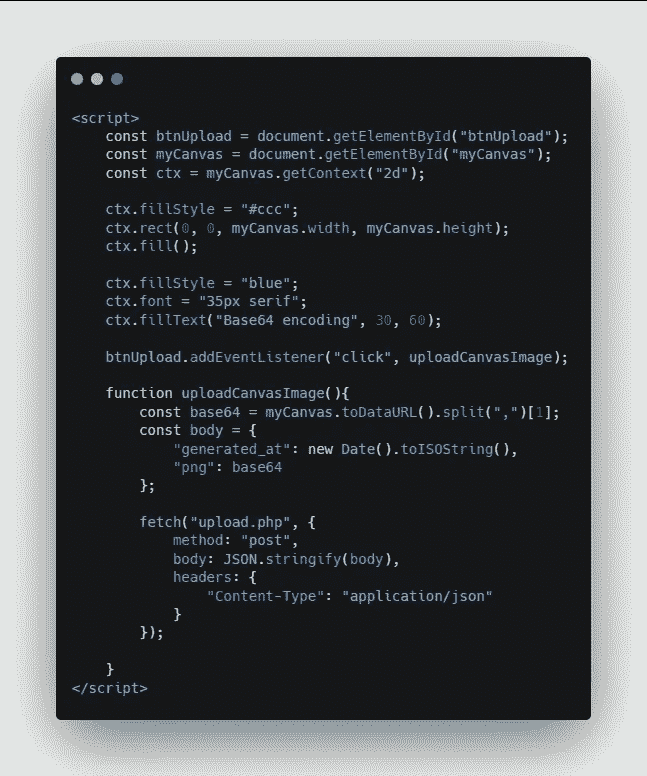 <script>
    const btnUpload = document.getElementById("btnUpload");
    const myCanvas = document.getElementById("myCanvas");
    const ctx = myCanvas.getContext("2d");

    ctx.fillStyle = "#ccc";
    ctx.rect(0, 0, myCanvas.width, myCanvas.height);
    ctx.fill();

    ctx.fillStyle = "blue";
    ctx.font = "35px serif";
    ctx.fillText("Base64 encoding", 30, 60);

    btnUpload.addEventListener("click", uploadCanvasImage);

    function uploadCanvasImage(){
        const base64 = myCanvas.toDataURL().split(",")[1];
        const body = {
            "generated_at": new Date().toISOString(),
            "png": base64
        };

        fetch("upload.php", {
            method: "post",
            body: JSON.stringify(body),
            headers: {
                "Content-Type": "application/json"
            }
        });

    }
</script>